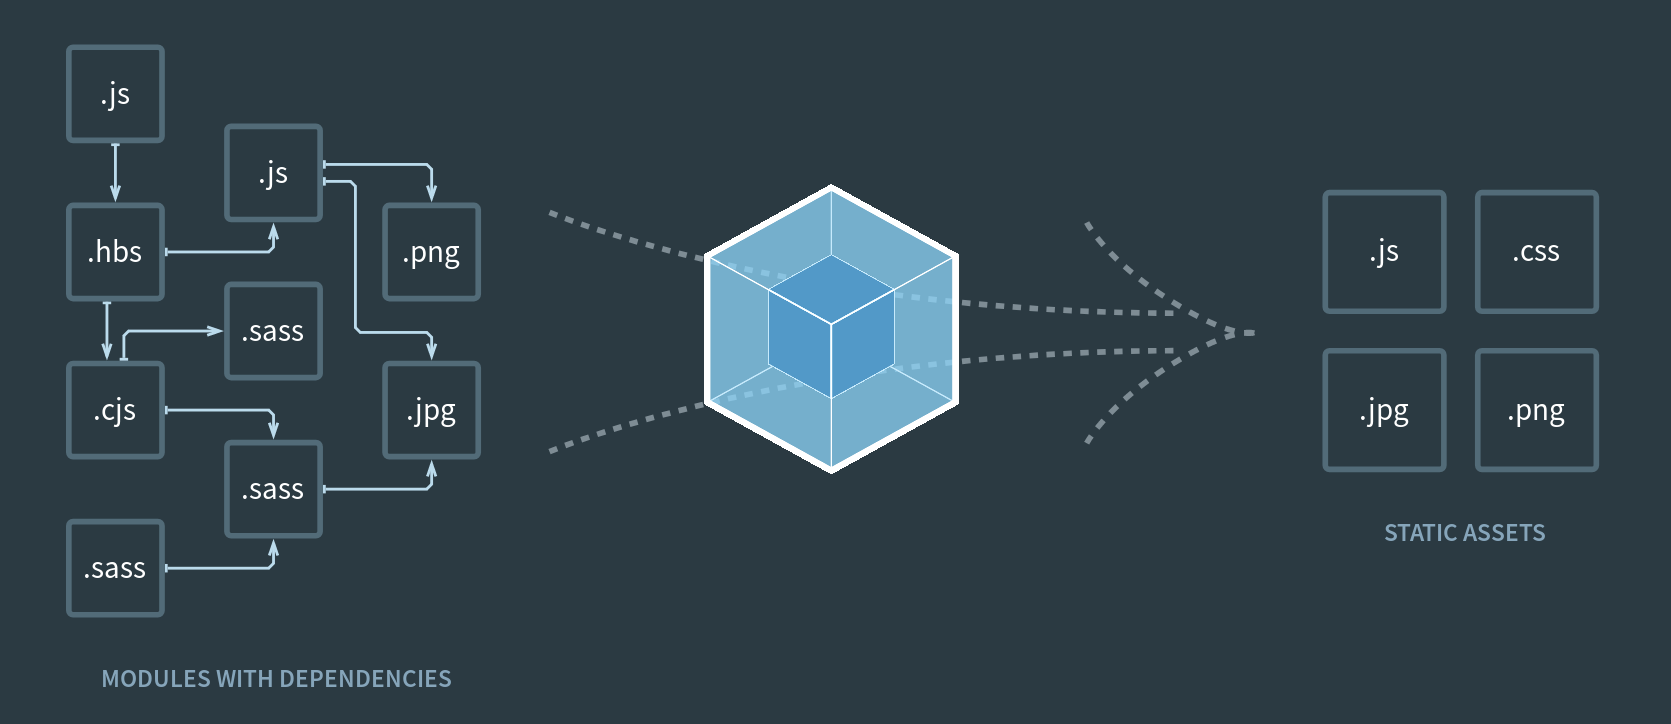 .js
.js
.hbs
.png
.sass
.cjs
.jpg
.sass
.sass
MODULES WITH DEPENDENCIES
.js
.css
.jpg
.png
STATIC ASSETS